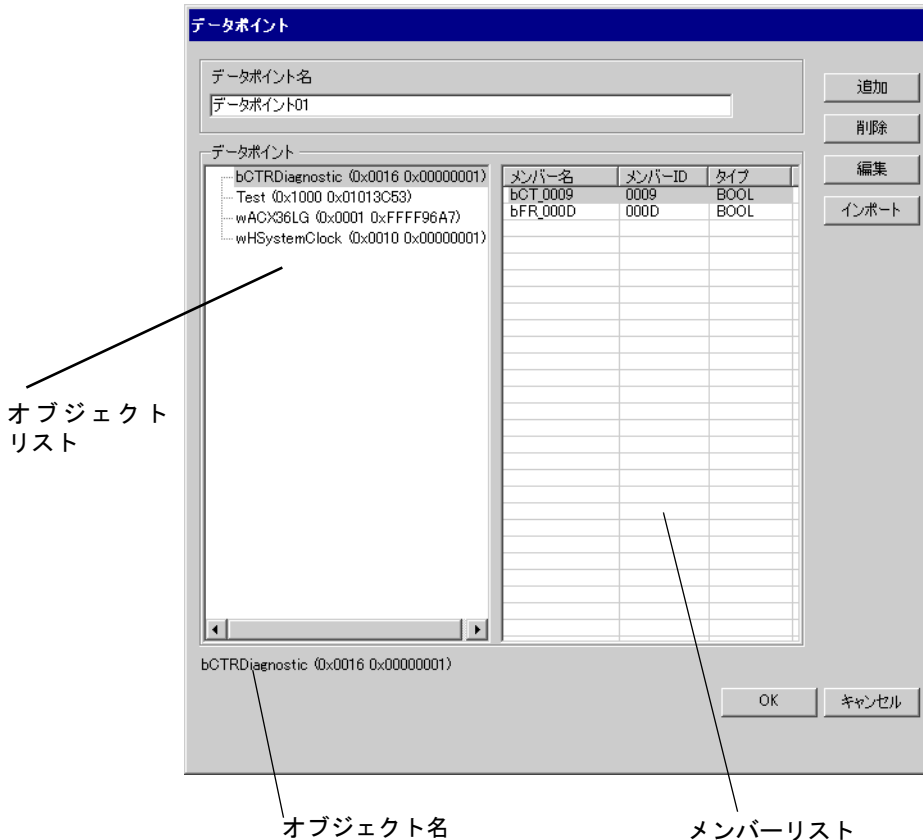 データポイント
データポイント名
データポイント01
追加
削除
編集
インポート
データポイント
bCTRDiagnostic (0x0016 0x00000001)
Test (0x1000 0x01013C53)
wACX36LG (0x0001 0xFFFF96A7)
wHSystemClock (0x0010 0x00000001)
メンバー名 メンバーID タイプ
bCT_0009 0009 BOOL
bFR_000D 000D BOOL
オブジェクト
リスト
bCTRDiagnostic (0x0016 0x00000001)
OK キャンセル
オブジェクト名
メンバーリスト